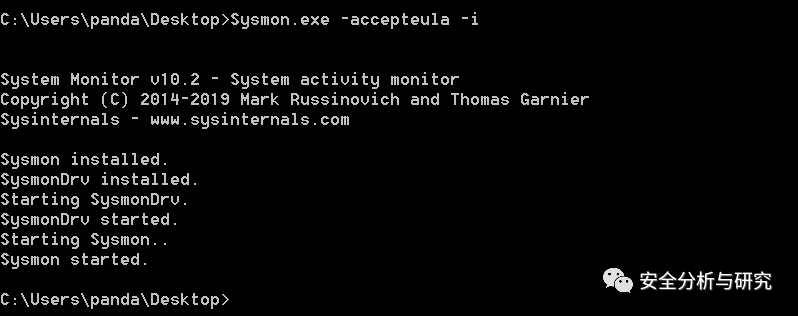 C:\Users\panda\Desktop>Sysmon.exe -accepteula -i
System Monitor v10.2 - System activity monitor
Copyright (C) 2014-2019 Mark Russinovich and Thomas Garnier
Sysinternals - www.sysinternals.com
Sysmon installed.
SysmonDrv installed.
Starting SysmonDrv.
SysmonDrv started.
Starting Sysmon..
Sysmon started.
安全分析与研究
C:\Users\panda\Desktop>